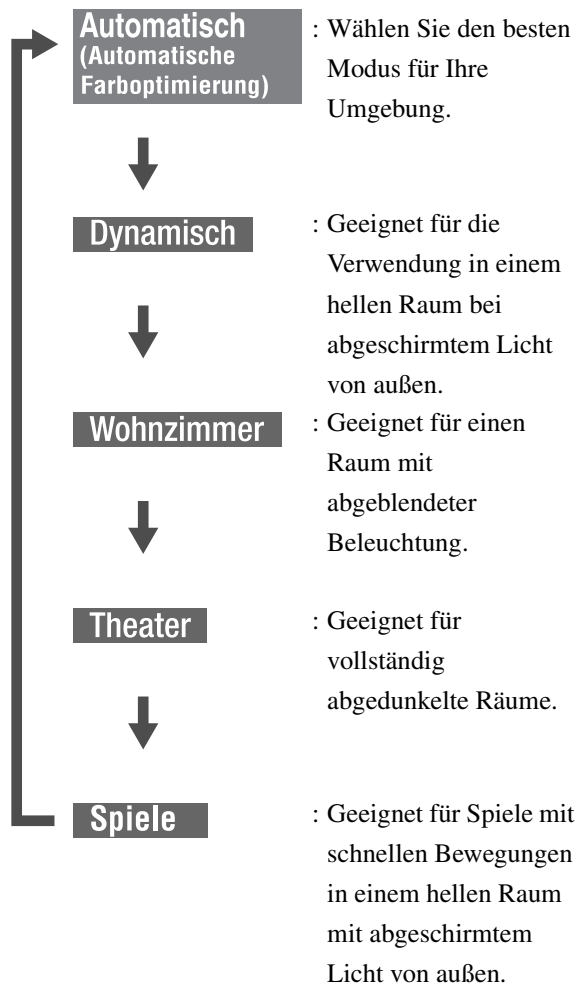 Automatisch
(Automatische
Farboptimierung)
: Wählen Sie den besten
Modus für Ihre
Umgebung.
Dynamisch
: Geeignet für die
Verwendung in einem
hellen Raum bei
abgeschirmtem Licht
von außen.
Wohnzimmer
: Geeignet für einen
Raum mit
abgeblendeter
Beleuchtung.
Theater
: Geeignet für
vollständig
abgedunkelte Räume.
Spiele
: Geeignet für Spiele mit
schnellen Bewegungen
in einem hellen Raum
mit abgeschirmtem
Licht von außen.